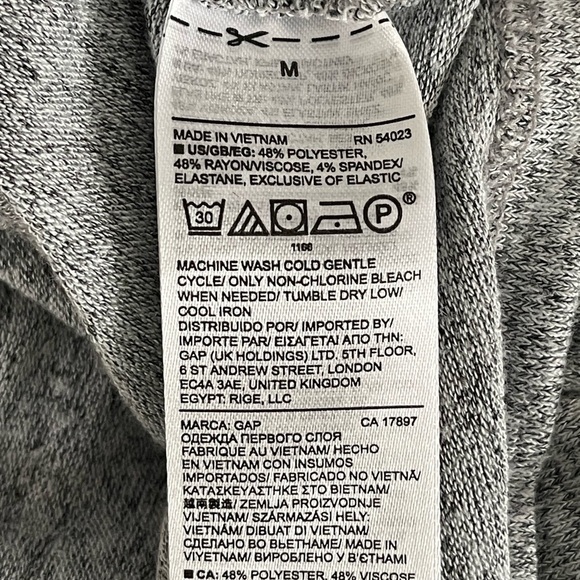 M
MADE IN VIETNAM RN 54023
■ US/GB/EG: 48% POLYESTER,
48% RAYON/VISCOSE, 4% SPANDEX/
ELASTANE, EXCLUSIVE OF ELASTIC
30 P ®
1166
MACHINE WASH COLD GENTLE
CYCLE/ ONLY NON-CHLORINE BLEACH
WHEN NEEDED/ TUMBLE DRY LOW/
COOL IRON
DISTRIBUIDO POR/ IMPORTED BY/
IMPORTE PAR/ ΕΙΣΑΓΕΤΑΙ ΑΠΟ ΤΗΝ:
GAP (UK HOLDINGS) LTD. 5TH FLOOR,
6 ST ANDREW STREET, LONDON
EC4A 3AE, UNITED KINGDOM
EGYPT: RIGE, LLC
MARCA: GAP CA 17897
ОДЕЖДА ПЕРВОГО СЛОЯ
FABRIQUE AU VIETNAM/ HECHO
EN VIETNAM CON INSUMOS
IMPORTADOS/ FABRICADO NO VIETNÃ/
ΚΑΤΑΣΚΕΥΑΣΤΗΚΕ ΣΤΟ ΒΙΕΤΝΑΜ/
越南製造/ ZEMLJA PROIZVODNJE
VIJETNAM/ SZÁRMAZÁSI HELY:
VIETNÁM/ DIBUAT DI VIETNAM/
СДЕЛАНО ВО ВЬЕТНАМЕ/ MADE IN
VIYETNAM/ ВИРОБЛЕНО У В'ЄТНАМІ
■ CA: 48% POLYESTER, 48% VISCOSE